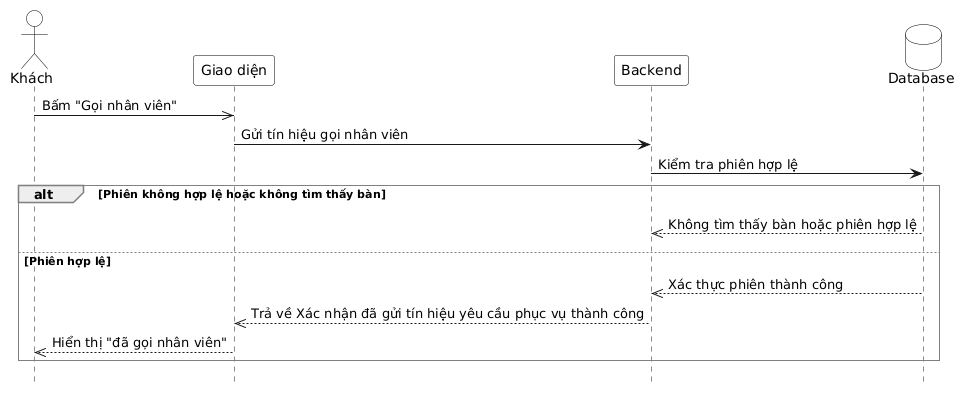 Khách
Giao diện
Backend
Database
Bấm "Gọi nhân viên"
Gửi tín hiệu gọi nhân viên
Kiểm tra phiên hợp lệ
alt [Phiên không hợp lệ hoặc không tìm thấy bàn]
Không tìm thấy bàn hoặc phiên hợp lệ
[Phiên hợp lệ]
Xác thực phiên thành công
Trả về Xác nhận đã gửi tín hiệu yêu cầu phục vụ thành công
Hiển thị "đã gọi nhân viên"